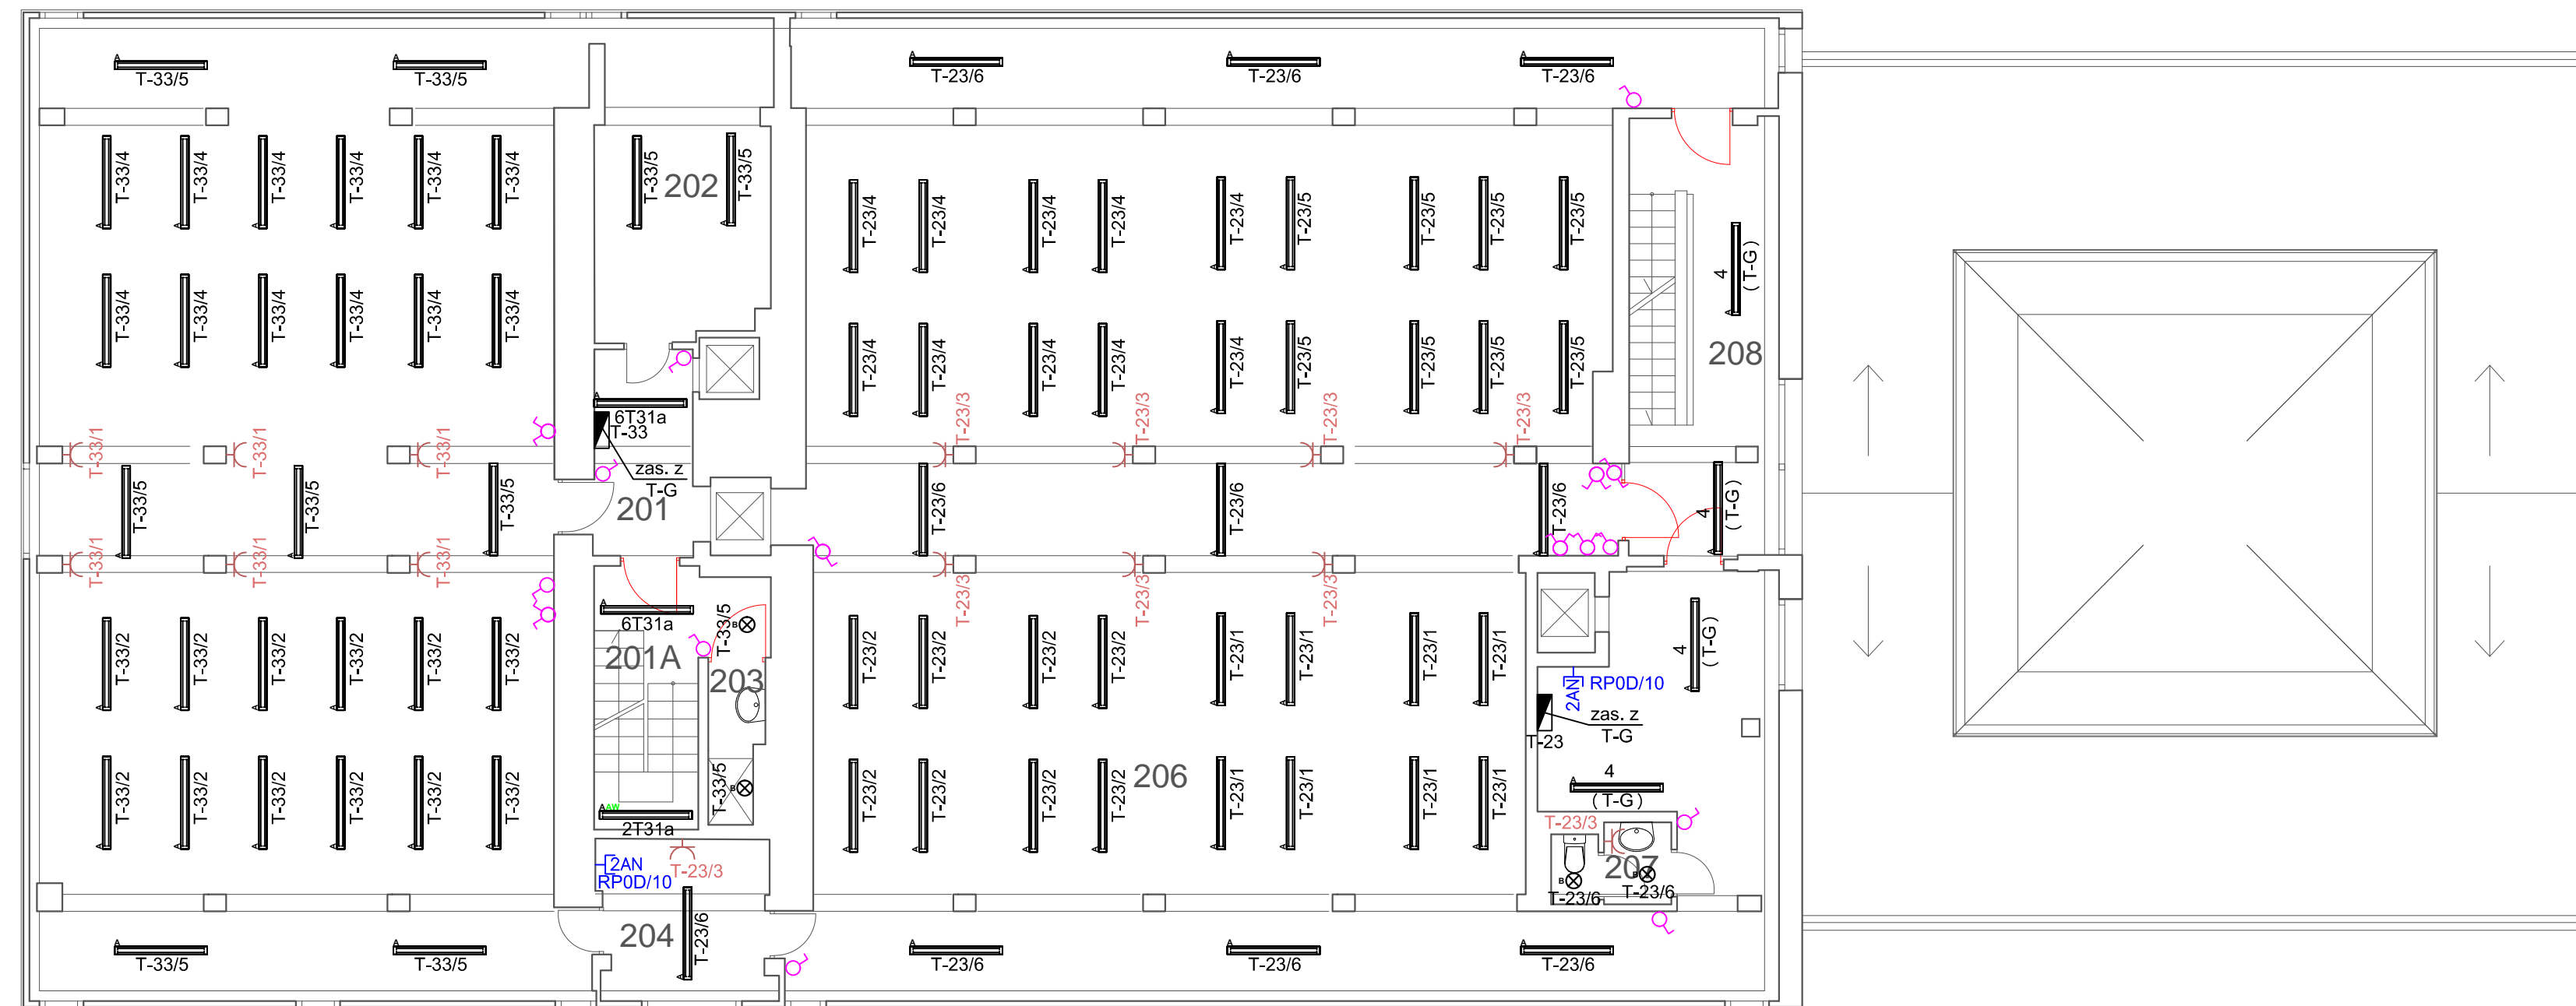 A
A
A
A
A
T-33/5
T-33/5
T-23/6
T-23/6
T-23/6
T-33/4
T-33/4
T-33/4
T-33/4
T-33/4
T-33/4
T-33/5
202
T-33/5
T-23/4
T-23/4
T-23/4
T-23/4
T-23/4
T-23/5
T-23/5
T-23/5
T-23/5
4
(T-G)
T-33/4
T-33/4
T-33/4
T-33/4
T-33/4
T-33/4
T-23/4
T-23/4
T-23/4
T-23/4
T-23/4
T-23/5
T-23/5
T-23/5
T-23/5
208
A
6T31a
T-33
zas. z
T-G
201
T-33/1
T-33/1
T-33/1
T-23/3
T-23/3
T-23/3
T-23/3
T-33/5
T-33/5
T-33/5
T-23/6
T-23/6
T-23/6
4
(T-G)
T-33/1
T-33/1
T-33/1
T-23/3
T-23/3
T-23/3
A
6T31a
201A
T-33/5
B
203
T-33/2
T-33/2
T-33/2
T-33/2
T-33/2
T-33/2
T-23/2
T-23/2
T-23/2
T-23/2
T-23/1
T-23/1
T-23/1
T-23/1
4
(T-G)
2AN
RP0D/10
zas. z
T-G
T-23
T-33/2
T-33/2
T-33/2
T-33/2
T-33/2
T-33/2
T-33/5
B
T-23/2
T-23/2
T-23/2
T-23/2
206
T-23/1
T-23/1
T-23/1
T-23/1
A
4
(T-G)
A AW
2T31a
2AN
RP0D/10
T-23/3
T-23/3
207
B
B
T-23/6
T-23/6
204
T-23/6
A
A
A
A
A
T-33/5
T-33/5
T-23/6
T-23/6
T-23/6